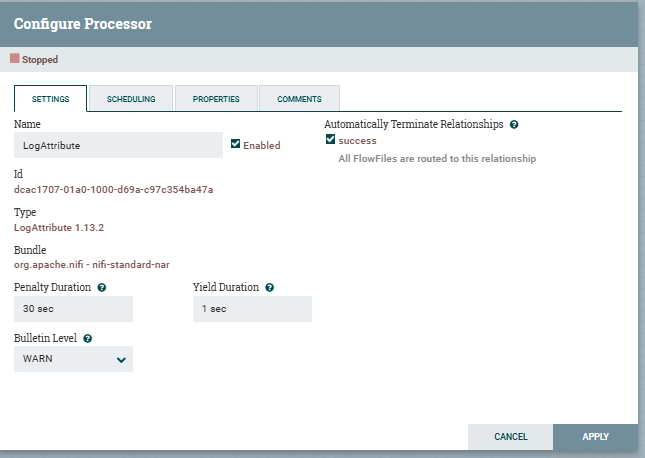 Configure Processor
Stopped
SETTINGS SCHEDULING PROPERTIES COMMENTS
Name
LogAttribute
Enabled
Id
dcac1707-01a0-1000-d69a-c97c354ba47a
Type
LogAttribute 1.13.2
Bundle
org.apache.nifi - nifi-standard-nar
Penalty Duration
30 sec
Yield Duration
1 sec
Bulletin Level
WARN
Automatically Terminate Relationships
success
All FlowFiles are routed to this relationship
CANCEL APPLY